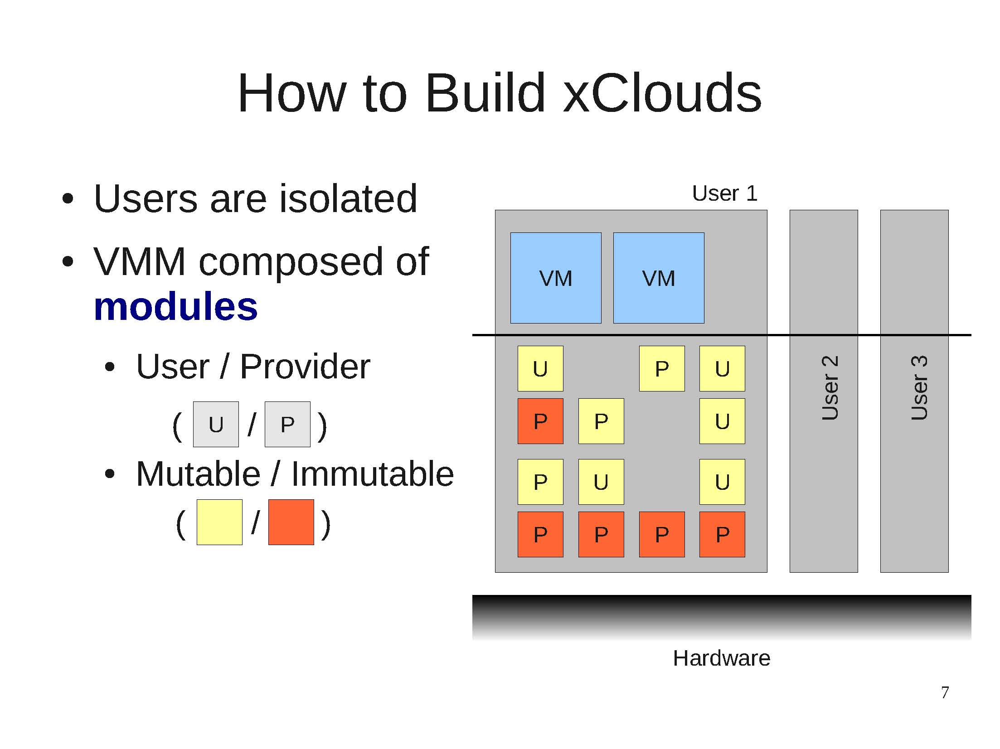 How to Build xClouds
• Users are isolated
• VMM composed of
modules
• User / Provider
( U / P )
• Mutable / Immutable
( / )
User 1
VM VM
U P U
P P U
P U U
P P P P
User 2
User 3
Hardware
7